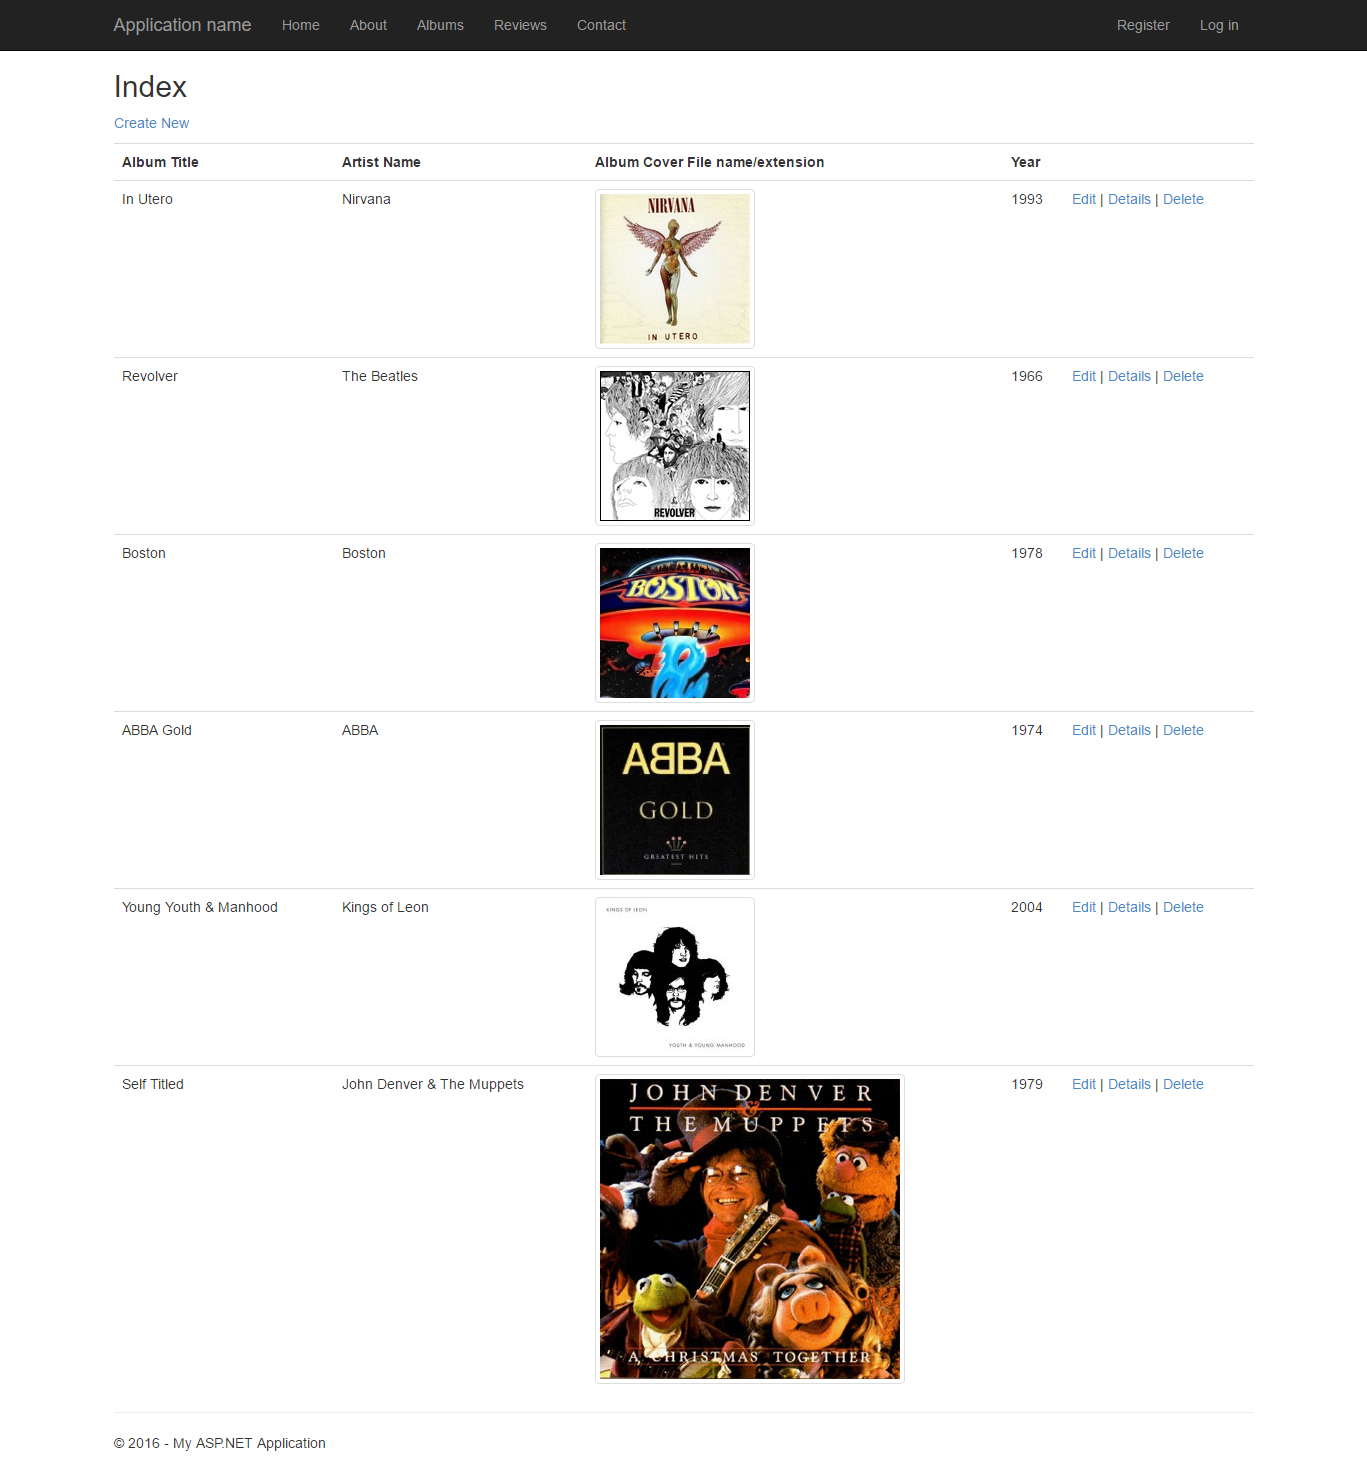 Application name Home About Albums Reviews Contact Register Log in
Index
Create New
Album Title Artist Name Album Cover File name/extension Year
In Utero Nirvana 1993 Edit | Details | Delete
NIRVANA
IN UTERO
Revolver The Beatles 1966 Edit | Details | Delete
REVOLVER
Boston Boston 1978 Edit | Details | Delete
BOSTON
ABBA Gold ABBA 1974 Edit | Details | Delete
ABBA
GOLD
GREATEST HITS
Young Youth & Manhood Kings of Leon 2004 Edit | Details | Delete
KINGS OF LEON
YOUTH & YOUNG MANHOOD
Self Titled John Denver & The Muppets 1979 Edit | Details | Delete
JOHN DENVER
&
THE MUPPETS
A CHRISTMAS TOGETHER
© 2016 - My ASP.NET Application